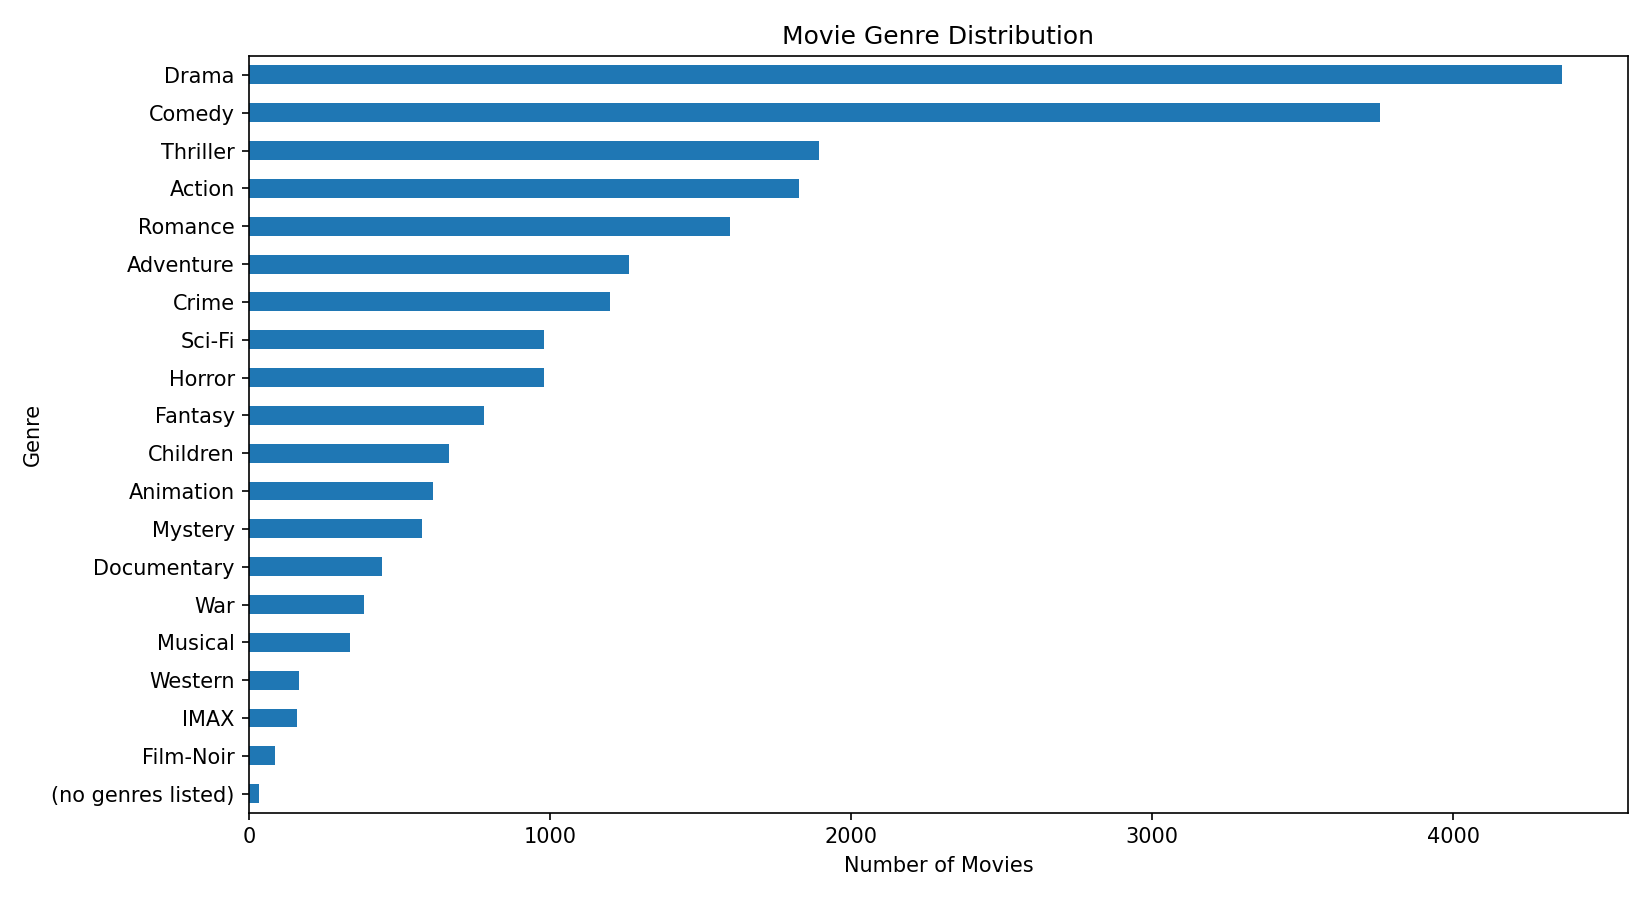 Movie Genre Distribution
Drama
Comedy
Thriller
Action
Romance
Adventure
Crime
Sci-Fi
Horror
Fantasy
Children
Animation
Mystery
Documentary
War
Musical
Western
IMAX
Film-Noir
(no genres listed)
Genre
0 1000 2000 3000 4000
Number of Movies